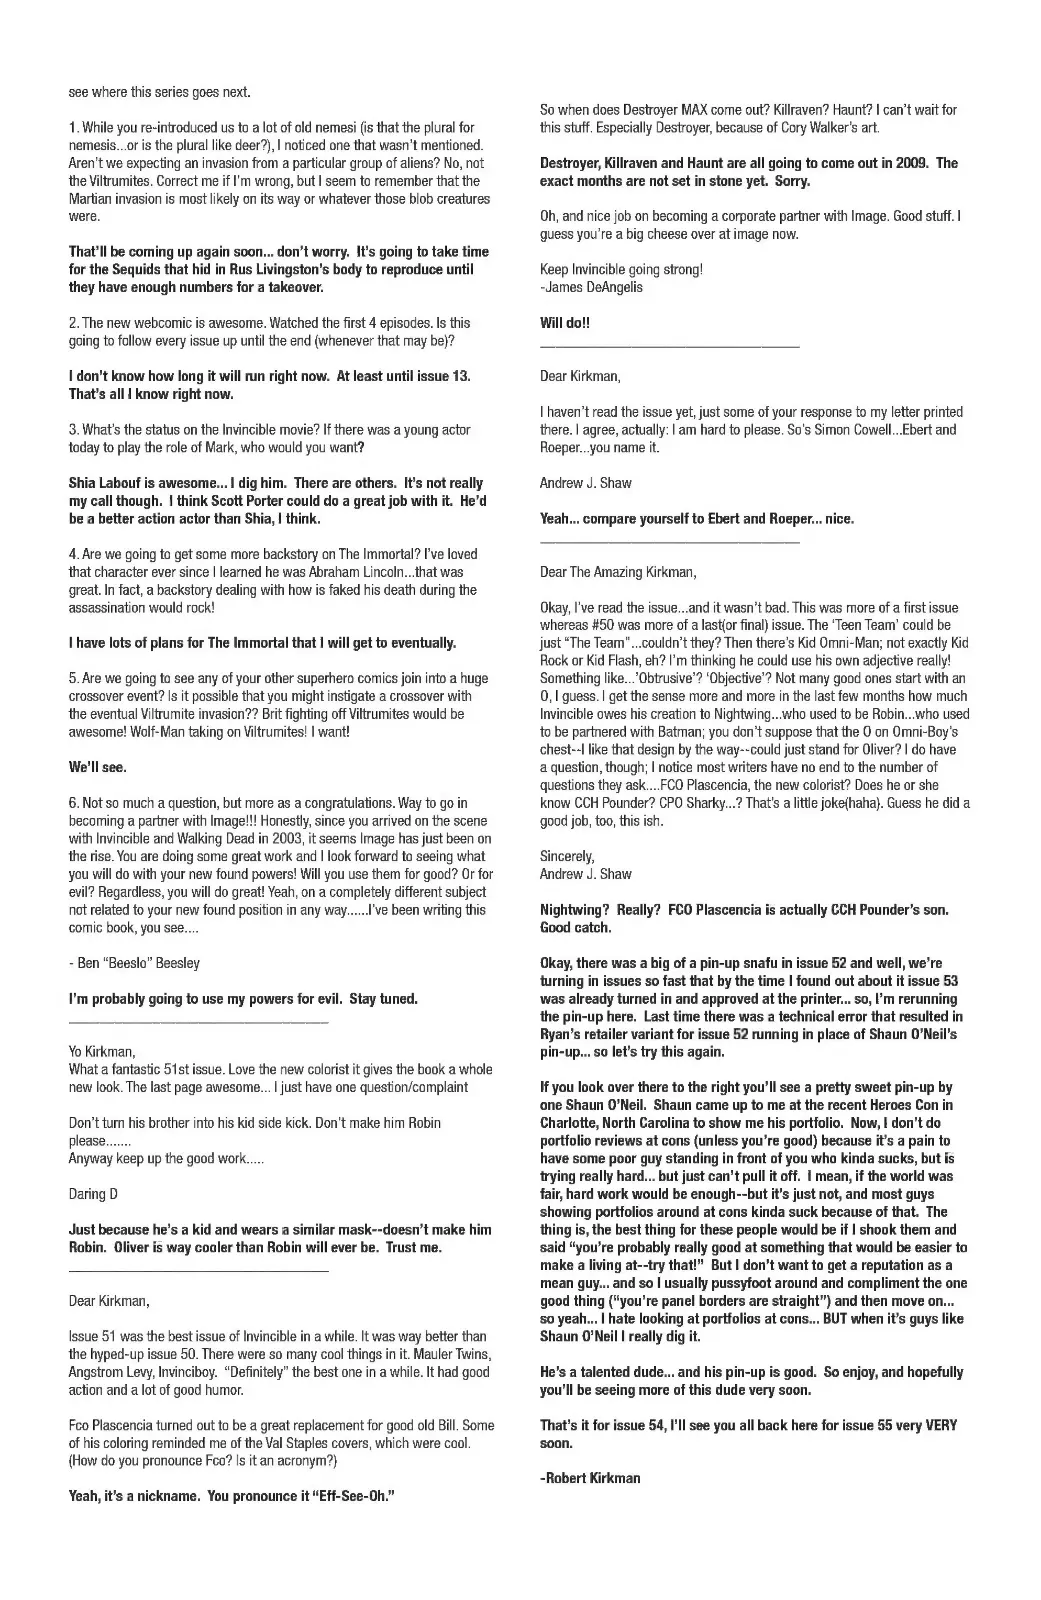 see where this series goes next.
1. While you re-introduced us to a lot of old nemesi (is that the plural for
nemesis...or is the plural like deer?), I noticed one that wasn't mentioned.
Aren't we expecting an invasion from a particular group of aliens? No, not
the Viltrumites. Correct me if I'm wrong, but I seem to remember that the
Martian invasion is most likely on its way or whatever those blob creatures
were.
That'll be coming up again soon... don't worry. It's going to take time
for the Sequids that hid in Rus Livingston's body to reproduce until
they have enough numbers for a takeover.
2. The new webcomic is awesome. Watched the first 4 episodes. Is this
going to follow every issue up until the end (whenever that may be)?
I don't know how long it will run right now. At least until issue 13.
That's all I know right now.
3. What's the status on the Invincible movie? If there was a young actor
today to play the role of Mark, who would you want?
Shia Labouf is awesome... I dig him. There are others. It's not really
my call though. I think Scott Porter could do a great job with it. He'd
be a better action actor than Shia, I think.
4. Are we going to get some more backstory on The Immortal? I've loved
that character ever since I learned he was Abraham Lincoln...that was
great. In fact, a backstory dealing with how is faked his death during the
assassination would rock!
I have lots of plans for The Immortal that I will get to eventually.
5. Are we going to see any of your other superhero comics join into a huge
crossover event? Is it possible that you might instigate a crossover with
the eventual Viltrumite invasion?? Brit fighting off Viltrumites would be
awesome! Wolf-Man taking on Viltrumites! I want!
We'll see.
6. Not so much a question, but more as a congratulations. Way to go in
becoming a partner with Image!!! Honestly, since you arrived on the scene
with Invincible and Walking Dead in 2003, it seems Image has just been on
the rise. You are doing some great work and I look forward to seeing what
you will do with your new found powers! Will you use them for good? Or for
evil? Regardless, you will do great! Yeah, on a completely different subject
not related to your new found position in any way......I've been writing this
comic book, you see....
- Ben "Beeslo" Beesley
I'm probably going to use my powers for evil. Stay tuned.
Yo Kirkman,
What a fantastic 51st issue. Love the new colorist it gives the book a whole
new look. The last page awesome... I just have one question/complaint
Don't turn his brother into his kid side kick. Don't make him Robin
please.......
Anyway keep up the good work.....
Daring D
Just because he's a kid and wears a similar mask--doesn't make him
Robin. Oliver is way cooler than Robin will ever be. Trust me.
Dear Kirkman,
Issue 51 was the best issue of Invincible in a while. It was way better than
the hyped-up issue 50. There were so many cool things in it. Mauler Twins,
Angstrom Levy, Invinciboy. "Definitely" the best one in a while. It had good
action and a lot of good humor.
Fco Plascencia turned out to be a great replacement for good old Bill. Some
of his coloring reminded me of the Val Staples covers, which were cool.
(How do you pronounce Fco? Is it an acronym?)
Yeah, it's a nickname. You pronounce it "Eff-See-Oh."
So when does Destroyer MAX come out? Killraven? Haunt? I can't wait for
this stuff. Especially Destroyer, because of Cory Walker's art.
Destroyer, Killraven and Haunt are all going to come out in 2009. The
exact months are not set in stone yet. Sorry.
Oh, and nice job on becoming a corporate partner with Image. Good stuff. I
guess you're a big cheese over at image now.
Keep Invincible going strong!
-James DeAngelis
Will do!!
Dear Kirkman,
I haven't read the issue yet, just some of your response to my letter printed
there. I agree, actually: I am hard to please. So's Simon Cowell...Ebert and
Roeper...you name it.
Andrew J. Shaw
Yeah... compare yourself to Ebert and Roeper... nice.
Dear The Amazing Kirkman,
Okay, I've read the issue...and it wasn't bad. This was more of a first issue
whereas #50 was more of a last(or final) issue. The 'Teen Team' could be
just "The Team"...couldn't they? Then there's Kid Omni-Man; not exactly Kid
Rock or Kid Flash, eh? I'm thinking he could use his own adjective really!
Something like...'Obtrusive'? 'Objective'? Not many good ones start with an
O, I guess. I get the sense more and more in the last few months how much
Invincible owes his creation to Nightwing...who used to be Robin...who used
to be partnered with Batman; you don't suppose that the O on Omni-Boy's
chest--I like that design by the way--could just stand for Oliver? I do have
a question, though; I notice most writers have no end to the number of
questions they ask....FCO Plascencia, the new colorist? Does he or she
know CCH Pounder? CPO Sharky...? That's a little joke(haha). Guess he did a
good job, too, this ish.
Sincerely,
Andrew J. Shaw
Nightwing? Really? FCO Plascencia is actually CCH Pounder's son.
Good catch.
Okay, there was a big of a pin-up snafu in issue 52 and well, we're
turning in issues so fast that by the time I found out about it issue 53
was already turned in and approved at the printer... so, I'm rerunning
the pin-up here. Last time there was a technical error that resulted in
Ryan's retailer variant for issue 52 running in place of Shaun O'Neil's
pin-up... so let's try this again.
If you look over there to the right you'll see a pretty sweet pin-up by
one Shaun O'Neil. Shaun came up to me at the recent Heroes Con in
Charlotte, North Carolina to show me his portfolio. Now, I don't do
portfolio reviews at cons (unless you're good) because it's a pain to
have some poor guy standing in front of you who kinda sucks, but is
trying really hard... but just can't pull it off. I mean, if the world was
fair, hard work would be enough--but it's just not, and most guys
showing portfolios around at cons kinda suck because of that. The
thing is, the best thing for these people would be if I shook them and
said "you're probably really good at something that would be easier to
make a living at--try that!" But I don't want to get a reputation as a
mean guy... and so I usually pussyfoot around and compliment the one
good thing ("you're panel borders are straight") and then move on...
so yeah... I hate looking at portfolios at cons... BUT when it's guys like
Shaun O'Neil I really dig it.
He's a talented dude... and his pin-up is good. So enjoy, and hopefully
you'll be seeing more of this dude very soon.
That's it for issue 54, I'll see you all back here for issue 55 very VERY
soon.
-Robert Kirkman